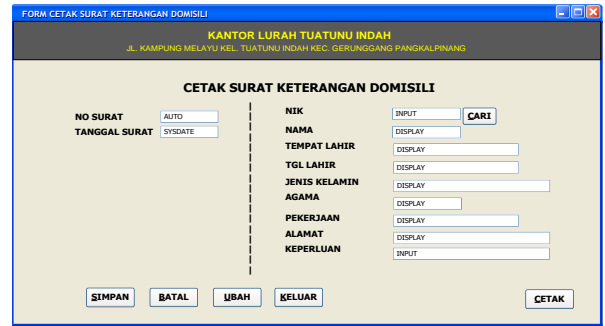 FORM CETAK SURAT KETERANGAN DOMISILI
KANTOR LURAH TUATUNU INDAH
JL. KAMPUNG MELAYU KEL. TUATUNU INDAH KEC. GERUNGGANG PANGKALPINANG
CETAK SURAT KETERANGAN DOMISILI
NO SURAT AUTO
TANGGAL SURAT SYSDATE
NIK INPUT CARI
NAMA DISPLAY
TEMPAT LAHIR DISPLAY
TGL LAHIR DISPLAY
JENIS KELAMIN DISPLAY
AGAMA DISPLAY
PEKERJAAN DISPLAY
ALAMAT DISPLAY
KEPERLUAN INPUT
SIMPAN BATAL UBAH KELUAR CETAK